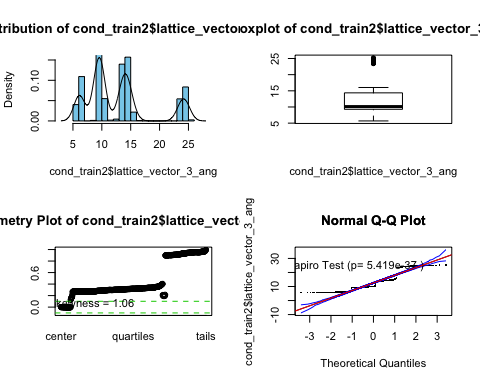 tribution of cond_train2$lattice_vecto
oxplot of cond_train2$lattice_vector_3
Density
0.00
0.10
5
10
15
20
25
cond_train2$lattice_vector_3_ang
5
15
25
cond_train2$lattice_vector_3_ang
metry Plot of cond_train2$lattice_vect
0.0
0.6
skewness = 1.06
center
quartiles
tails
Normal Q-Q Plot
cond_train2$lattice_vector_3_ang
-10
10
30
apiro Test (p= 5.419e-37 )
-3
-2
-1
0
1
2
3
Theoretical Quantiles